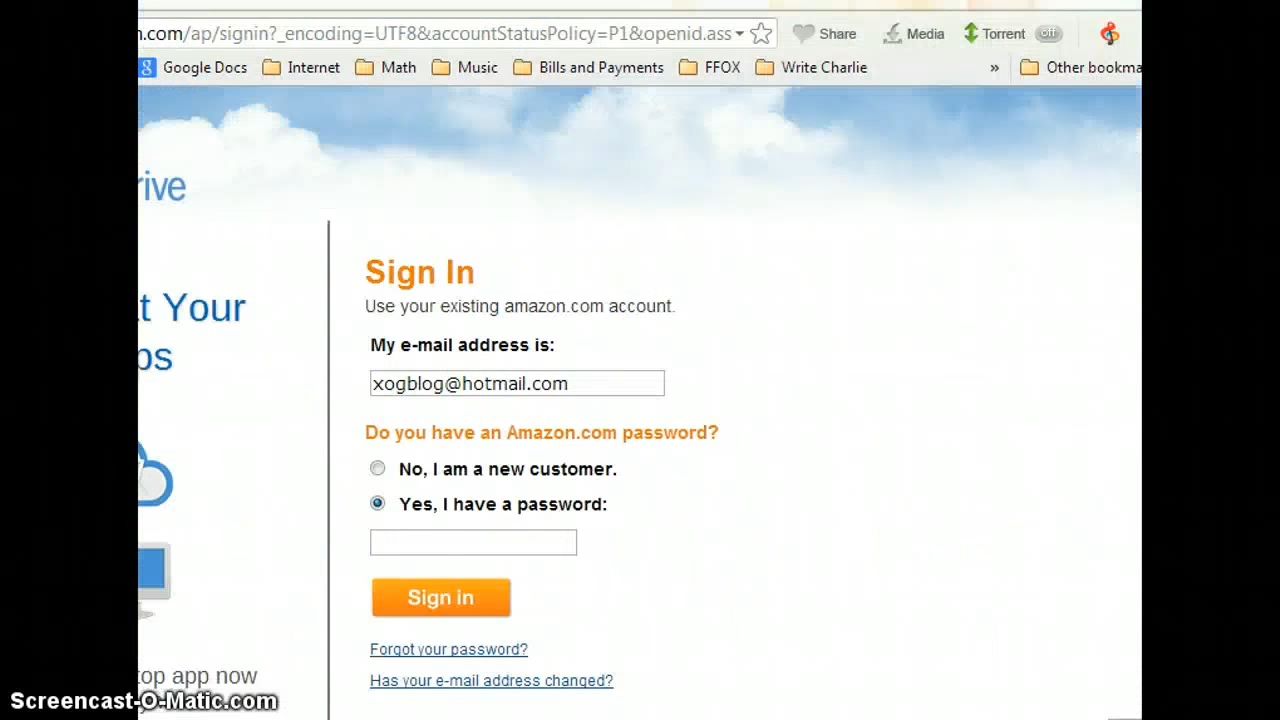 n.com/ap/signin?_encoding=UTF8&accountStatusPolicy=P1&openid.ass
Share
Media
Torrent
off
8
Google Docs
Internet
Math
Music
Bills and Payments
FFOX
Write Charlie
»
Other bookma
rive
t Your
ps
top app now
Sign In
Use your existing amazon.com account.
My e-mail address is:
xogblog@hotmail.com
Do you have an Amazon.com password?
No, I am a new customer.
Yes, I have a password:
Sign in
Forgot your password?
Has your e-mail address changed?
Screencast-O-Matic.com